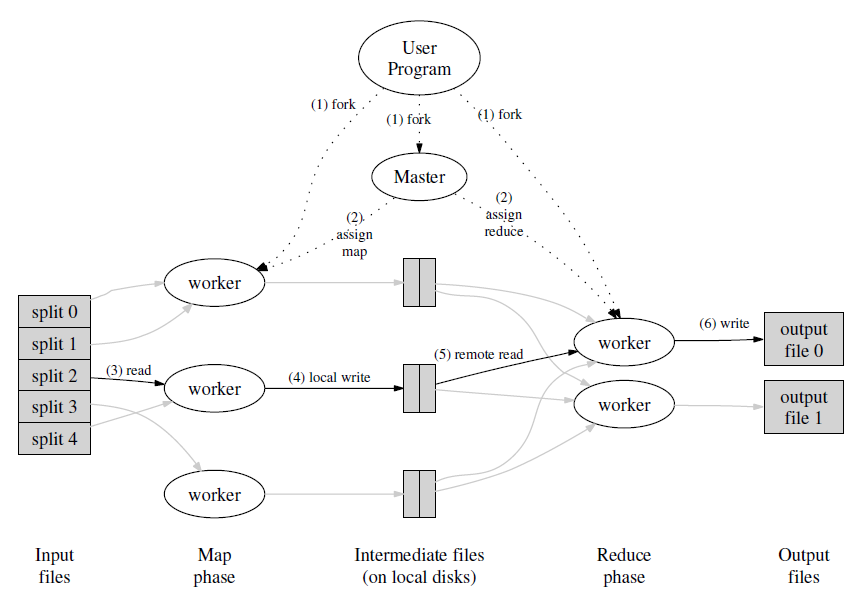 User
Program
(1) fork
(1) fork
(1) fork
Master
(2)
assign
map
(2)
assign
reduce
worker
split 0
split 1
split 2
split 3
split 4
(3) read
worker
(4) local write
(5) remote read
worker
(6) write
output
file 0
worker
output
file 1
worker
Input
files
Map
phase
Intermediate files
(on local disks)
Reduce
phase
Output
files